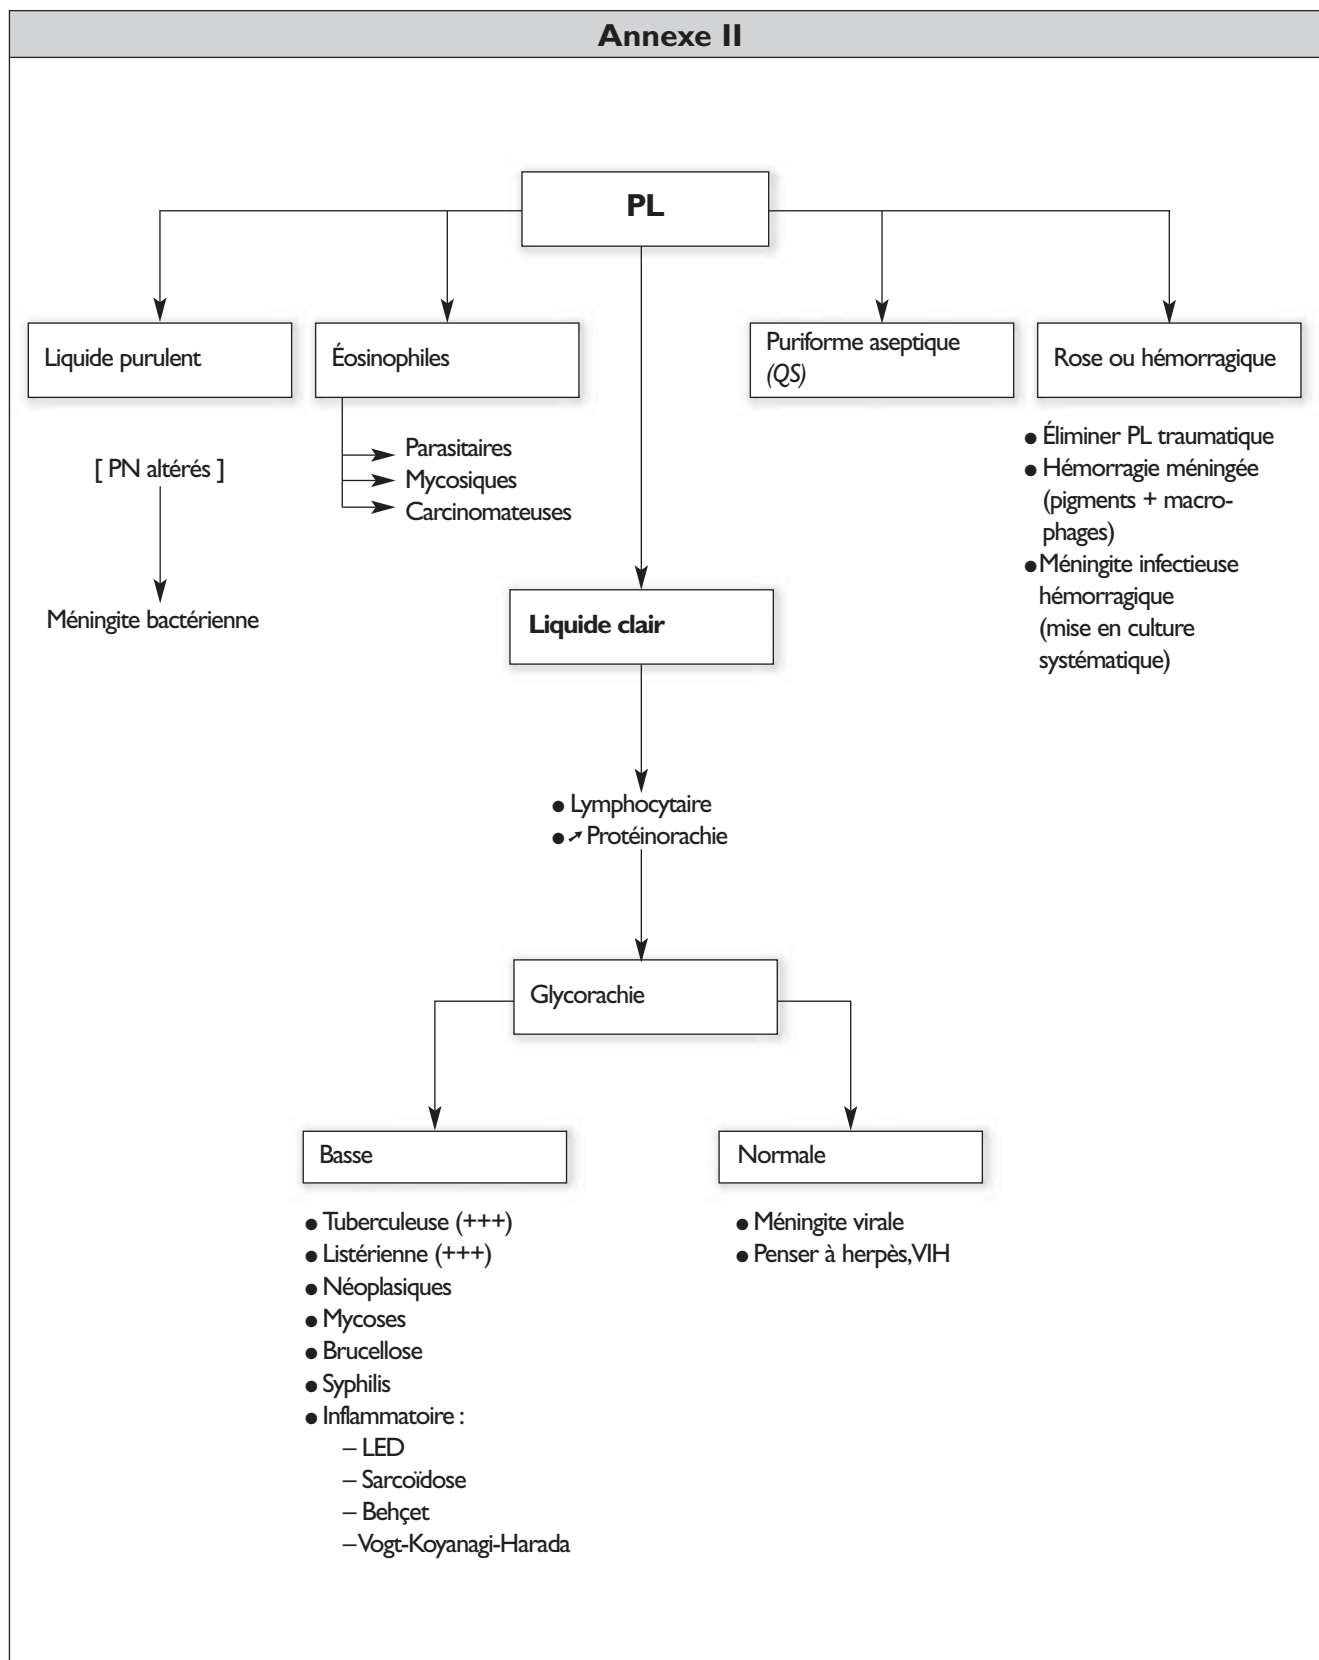 Annexe II
PL
Liquide purulent
Éosinophiles
Puriforme aseptique
(QS)
Rose ou hémorragique
[ PN altérés ]
Méningite bactérienne
Parasitaires
Mycosiques
Carcinomateuses
● Éliminer PL traumatique
● Hémorragie méningée
(pigments + macro-
phages)
● Méningite infectieuse
hémorragique
(mise en culture
systématique)
Liquide clair
● Lymphocytaire
● ➚ Protéinorachie
Glycorachie
Basse
Normale
● Tuberculeuse (+++)
● Listérienne (+++)
● Néoplasiques
● Mycoses
● Brucellose
● Syphilis
● Inflammatoire :
– LED
– Sarcoïdose
– Behçet
– Vogt-Koyanagi-Harada
● Méningite virale
● Penser à herpès, VIH